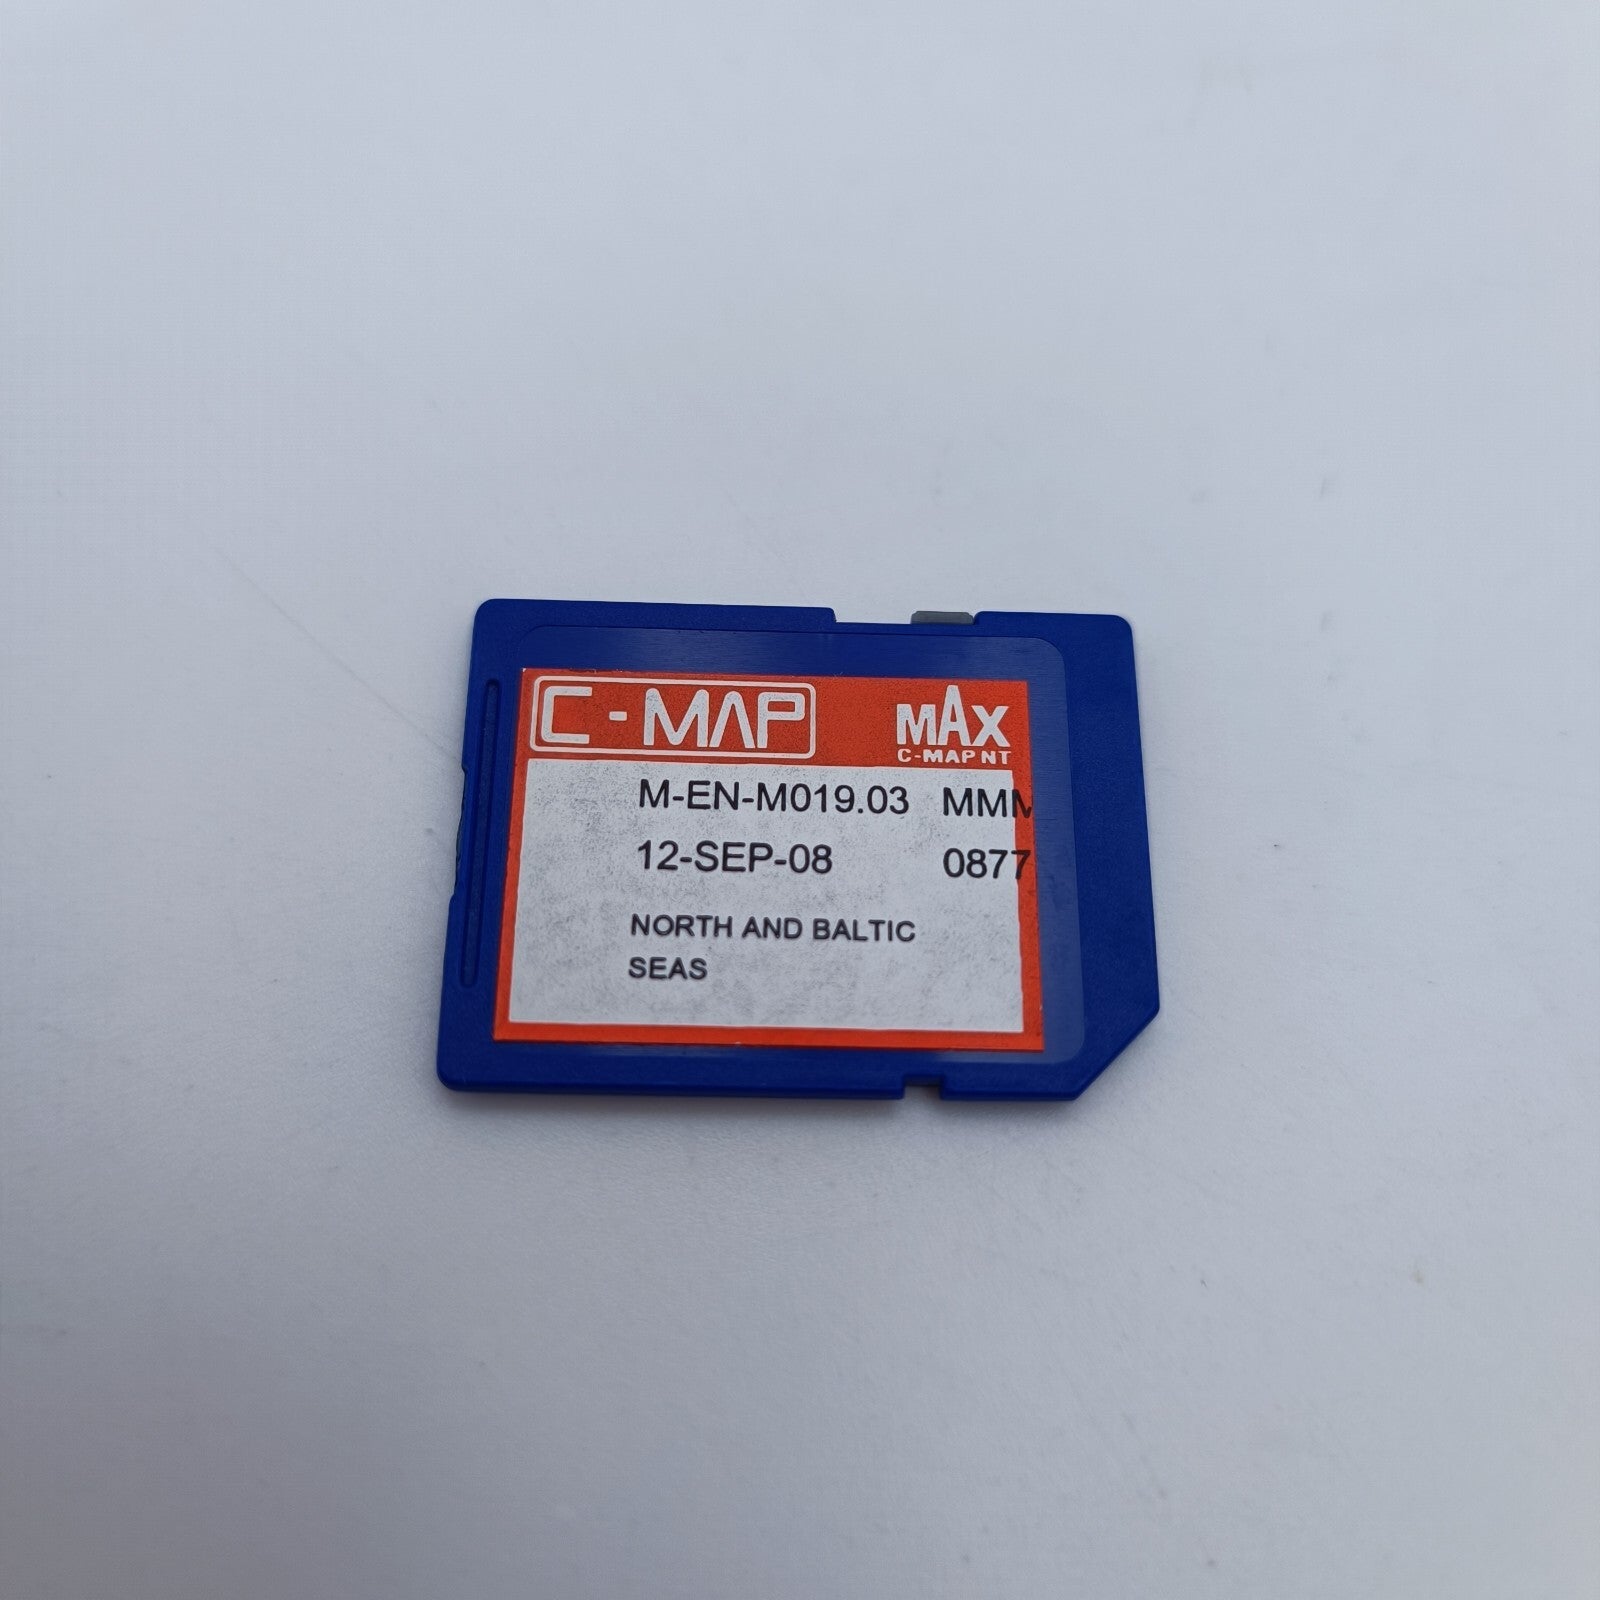 C-MAP MAX
C-MAP NT
M-EN-M019.03 MMM
12-SEP-08 0877
NORTH AND BALTIC
SEAS